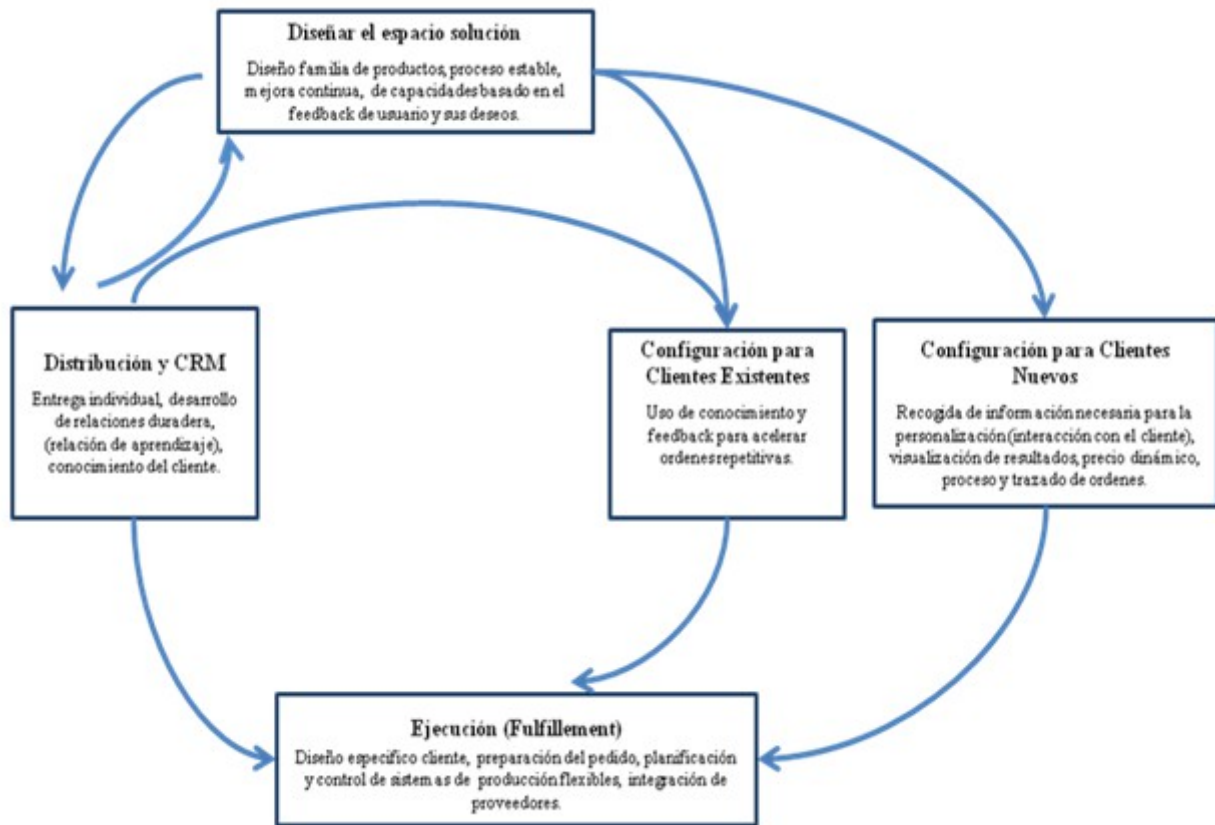 Diseñar el espacio solución
Diseño familia de productos, proceso estable,
mejora continua, de capacidades basado en el
feedback de usuario y sus deseos.
Distribución y CRM
Entrega individual, desarrollo
de relaciones duradera,
(relación de aprendizaje),
conocimiento del cliente.
Configuración para
Clientes Existentes
Uso de conocimiento y
feedback para acelerar
ordenes repetitivas.
Configuración para Clientes
Nuevos
Recogida de información necesaria para la
personalización (interacción con el cliente),
visualización de resultados, precio dinámico,
proceso y trazado de ordenes.
Ejecución (Fulfillment)
Diseño especifico cliente, preparación del pedido, planificación
y control de sistemas de producción flexibles, integración de
proveedores.